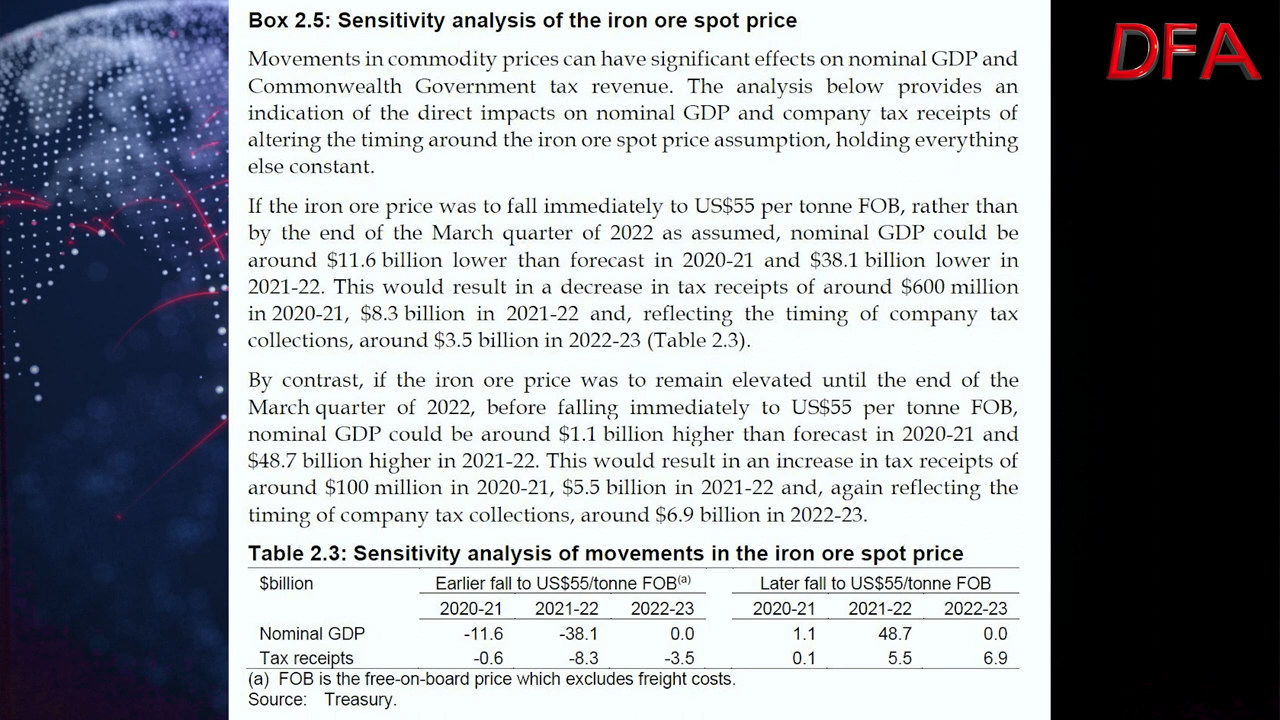 DFA
Box 2.5: Sensitivity analysis of the iron ore spot price
Movements in commodity prices can have significant effects on nominal GDP and
Commonwealth Government tax revenue. The analysis below provides an
indication of the direct impacts on nominal GDP and company tax receipts of
altering the timing around the iron ore spot price assumption, holding everything
else constant.
If the iron ore price was to fall immediately to US$55 per tonne FOB, rather than
by the end of the March quarter of 2022 as assumed, nominal GDP could be
around $11.6 billion lower than forecast in 2020-21 and $38.1 billion lower in
2021-22. This would result in a decrease in tax receipts of around $600 million
in 2020-21, $8.3 billion in 2021-22 and, reflecting the timing of company tax
collections, around $3.5 billion in 2022-23 (Table 2.3).
By contrast, if the iron ore price was to remain elevated until the end of the
March quarter of 2022, before falling immediately to US$55 per tonne FOB,
nominal GDP could be around $1.1 billion higher than forecast in 2020-21 and
$48.7 billion higher in 2021-22. This would result in an increase in tax receipts of
around $100 million in 2020-21, $5.5 billion in 2021-22 and, again reflecting the
timing of company tax collections, around $6.9 billion in 2022-23.
Table 2.3: Sensitivity analysis of movements in the iron ore spot price
$billion Earlier fall to US$55/tonne FOB(a) Later fall to US$55/tonne FOB
2020-21 2021-22 2022-23 2020-21 2021-22 2022-23
Nominal GDP -11.6 -38.1 0.0 1.1 48.7 0.0
Tax receipts -0.6 -8.3 -3.5 0.1 5.5 6.9
(a) FOB is the free-on-board price which excludes freight costs.
Source: Treasury.